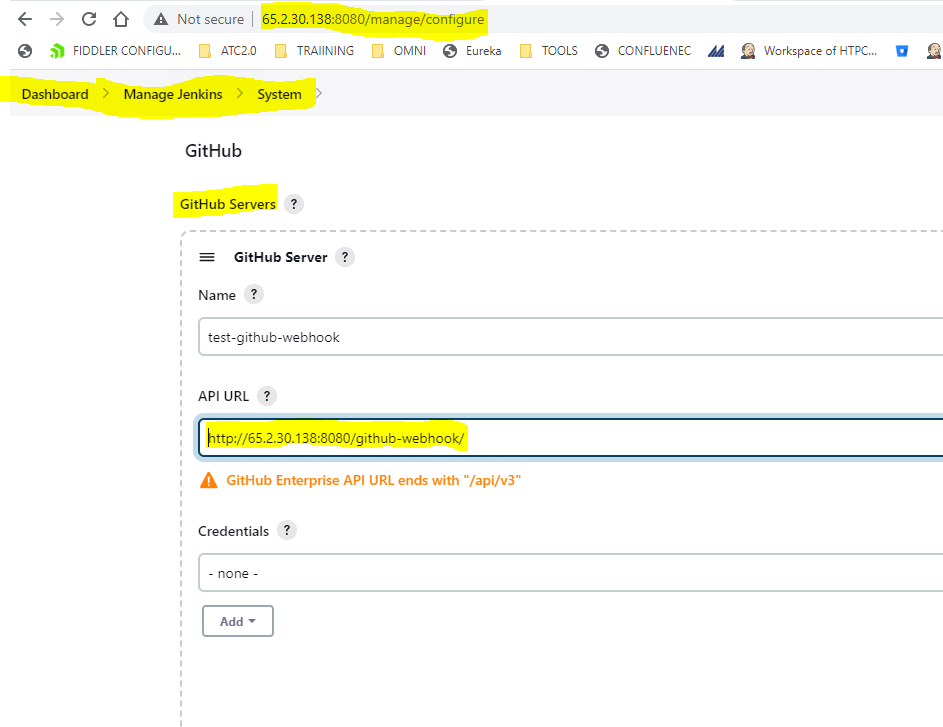 Not secure 65.2.30.138:8080/manage/configure
FIDDLER CONFIGU... ATC2.0 TRAIINING OMNI Eureka TOOLS CONFLUENEC Workspace of HTPC...
Dashboard > Manage Jenkins > System >
GitHub
GitHub Servers ?
GitHub Server ?
Name ?
test-github-webhook
API URL ?
http://65.2.30.138:8080/github-webhook/
GitHub Enterprise API URL ends with "/api/v3"
Credentials ?
- none -
Add